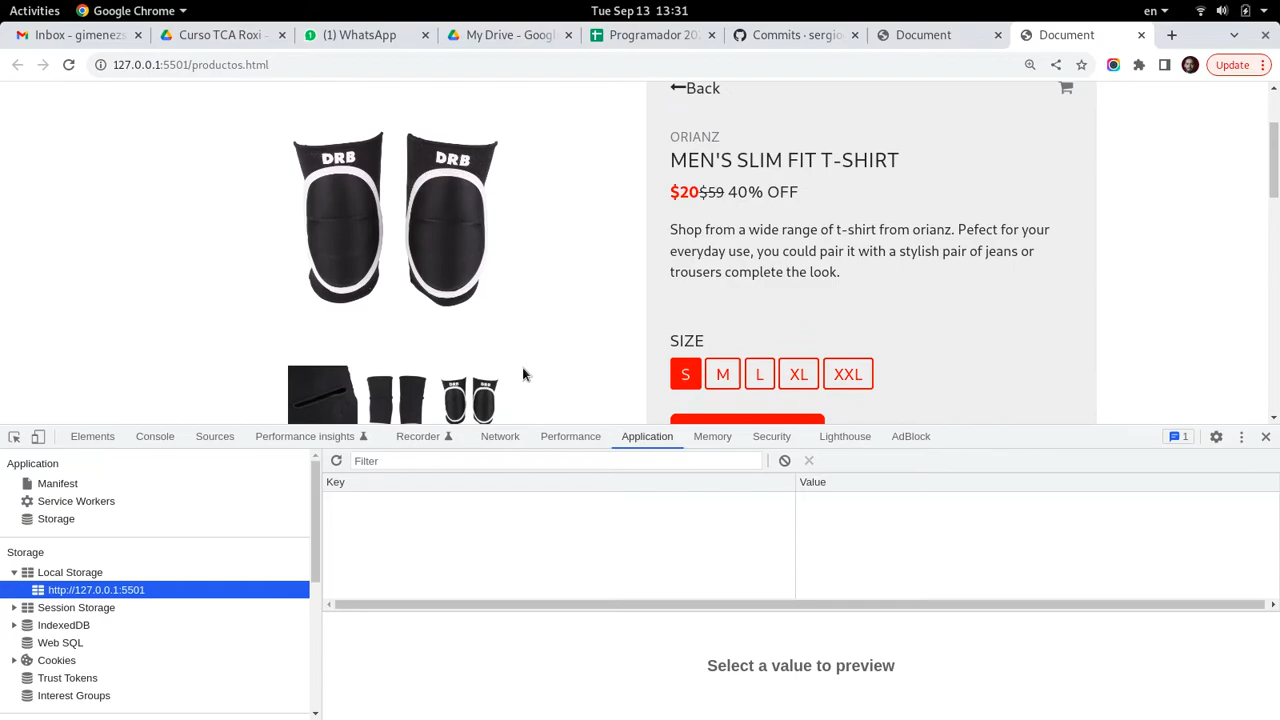 Activities Google Chrome Tue Sep 13 13:31 en
Inbox - gimenezs Curso TCA Roxi - (1) WhatsApp My Drive - Googl Programador 202 Commits · sergio Document Document
127.0.0.1:5501/productos.html Update
Back
ORIANZ
MEN'S SLIM FIT T-SHIRT
$20$59 40% OFF
Shop from a wide range of t-shirt from orianz. Pefect for your
everyday use, you could pair it with a stylish pair of jeans or
trousers complete the look.
SIZE
S M L XL XXL
DRB DRB
DRB DRB
Elements Console Sources Performance insights Recorder Network Performance Application Memory Security Lighthouse AdBlock 1
Application
Manifest
Service Workers
Storage
Storage
Local Storage
http://127.0.0.1:5501
Session Storage
IndexedDB
Web SQL
Cookies
Trust Tokens
Interest Groups
Filter
Key Value
Select a value to preview